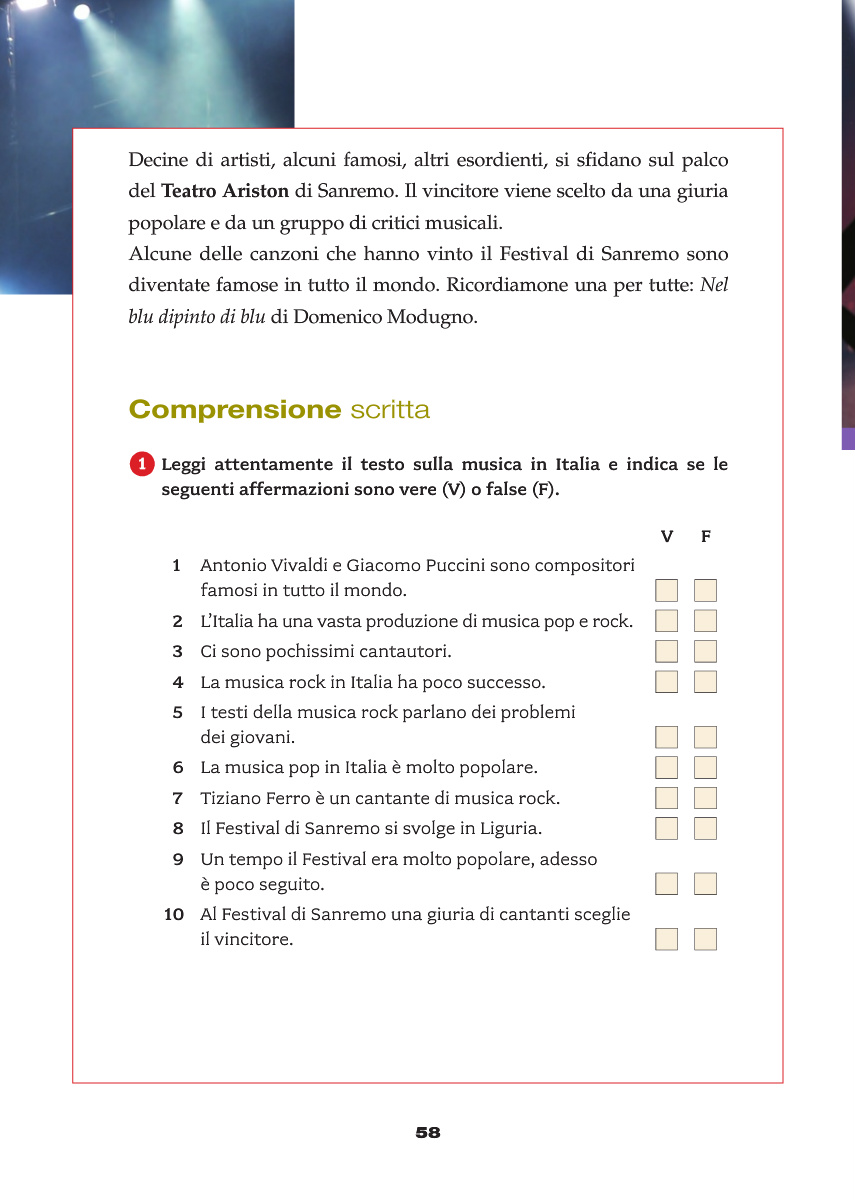 Decine di artisti, alcuni famosi, altri esordienti, si sfidano sul palco
del Teatro Ariston di Sanremo. Il vincitore viene scelto da una giuria
popolare e da un gruppo di critici musicali.
Alcune delle canzoni che hanno vinto il Festival di Sanremo sono
diventate famose in tutto il mondo. Ricordiamone una per tutte: Nel
blu dipinto di blu di Domenico Modugno.
Comprensione scritta
1 Leggi attentamente il testo sulla musica in Italia e indica se le
seguenti affermazioni sono vere (V) o false (F).
V F
1 Antonio Vivaldi e Giacomo Puccini sono compositori
famosi in tutto il mondo.
2 L'Italia ha una vasta produzione di musica pop e rock.
3 Ci sono pochissimi cantautori.
4 La musica rock in Italia ha poco successo.
5 I testi della musica rock parlano dei problemi
dei giovani.
6 La musica pop in Italia è molto popolare.
7 Tiziano Ferro è un cantante di musica rock.
8 Il Festival di Sanremo si svolge in Liguria.
9 Un tempo il Festival era molto popolare, adesso
è poco seguito.
10 Al Festival di Sanremo una giuria di cantanti sceglie
il vincitore.
58